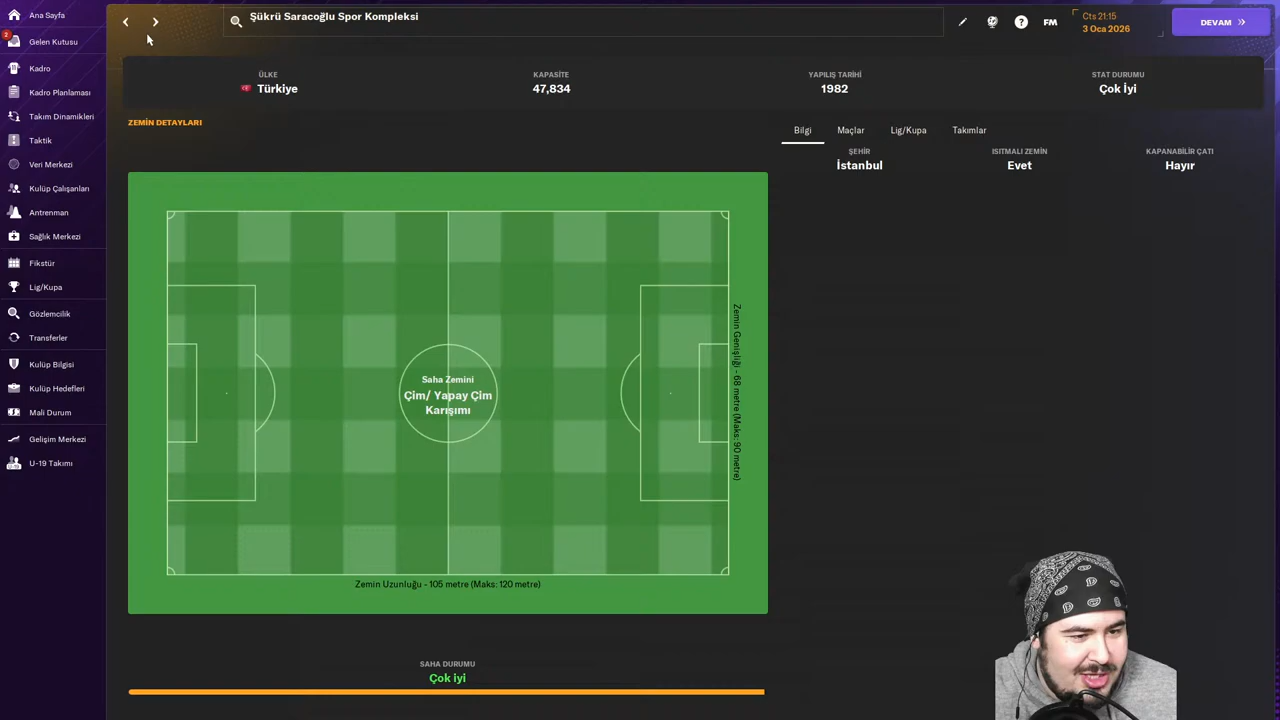 Ana Sayfa
2
Gelen Kutusu
Kadro
Kadro Planlaması
Takım Dinamikleri
Taktik
Veri Merkezi
Kulüp Çalışanları
Antrenman
Sağlık Merkezi
Fikstür
Lig/Kupa
Gözlemcilik
Transferler
Kulüp Bilgisi
Kulüp Hedefleri
Mali Durum
Gelişim Merkezi
U-19 Takımı
Şükrü Saracoğlu Spor Kompleksi
?
FM
Cts 21:15
3 Oca 2026
DEVAM
ÜLKE
Türkiye
KAPASİTE
47,834
YAPILIŞ TARİHİ
1982
STAT DURUMU
Çok İyi
ZEMİN DETAYLARI
Saha Zemini
Çim/ Yapay Çim
Karışımı
Zemin Genişliği - 68 metre (Maks: 90 metre)
Zemin Uzunluğu - 105 metre (Maks: 120 metre)
SAHA DURUMU
Çok iyi
Bilgi Maçlar Lig/Kupa Takımlar
ŞEHİR
İstanbul
ISITMALI ZEMİN
Evet
KAPANABİLİR ÇATI
Hayır